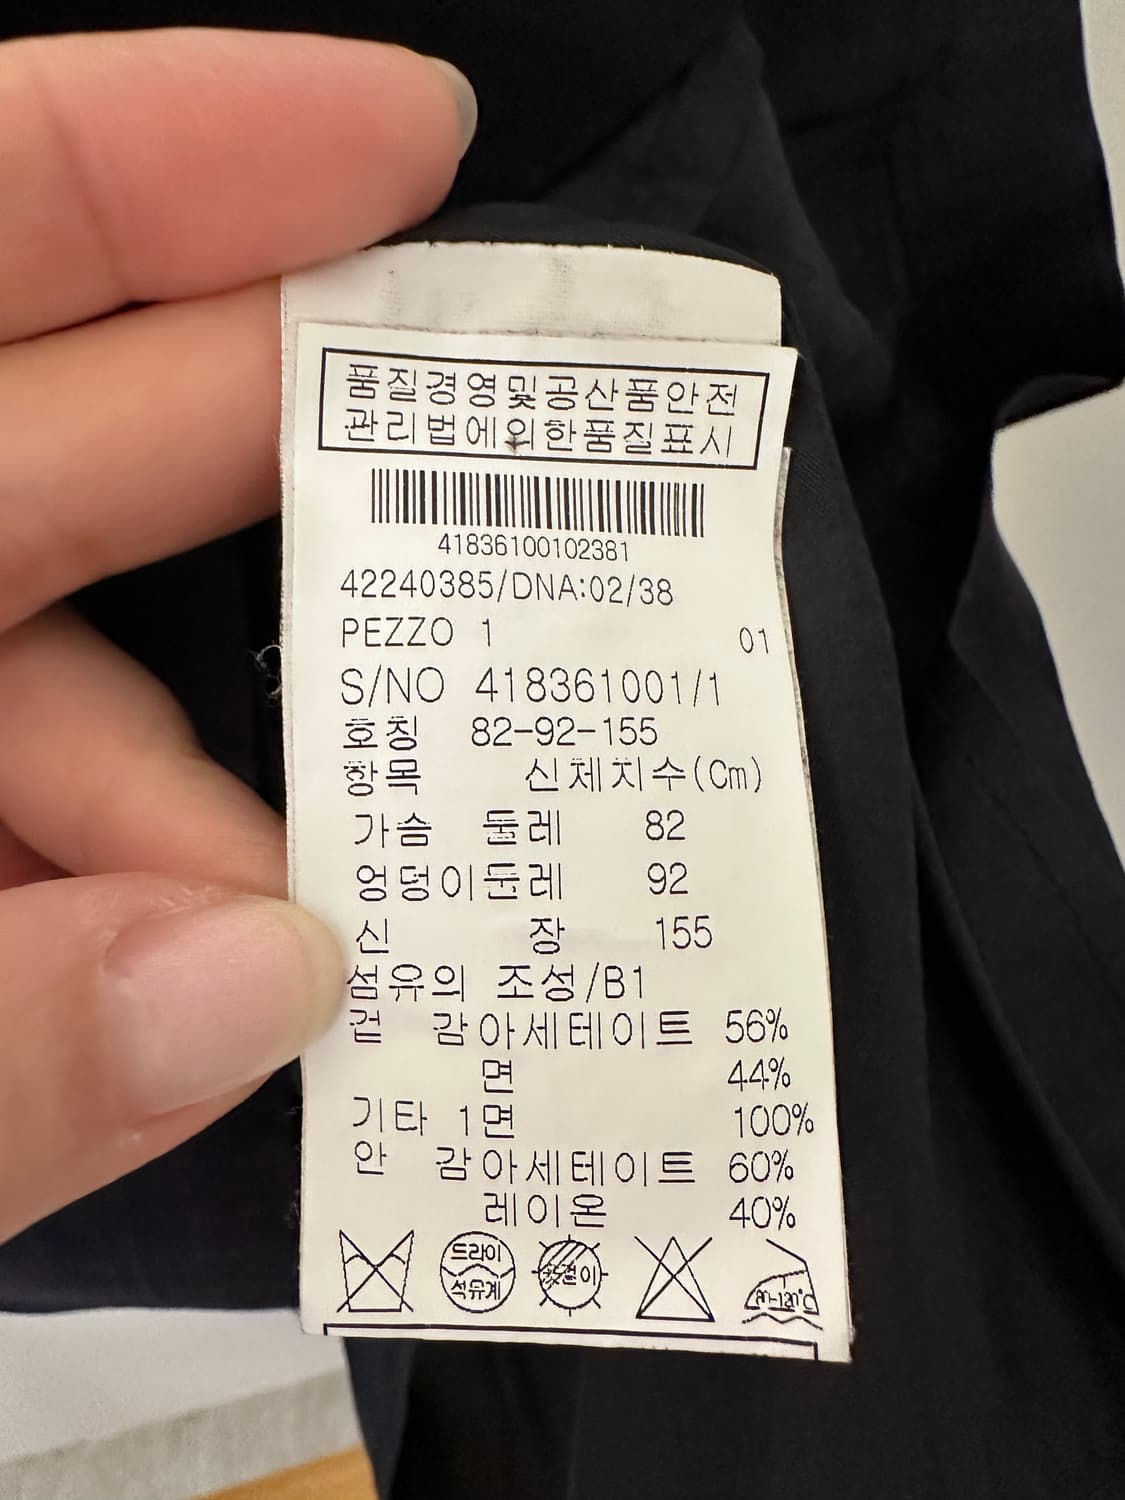 품질경영및공산품안전
관리법에의한품질표시
41836100102381
42240385/DNA:02/38
PEZZO 1 01
S/NO 418361001/1
호칭 82-92-155
항목 신체치수(Cm)
가슴 둘레 82
엉덩이둘레 92
신 장 155
섬유의 조성/B1
겉 감아세테이트 56%
면 44%
기타 1면 100%
안 감아세테이트 60%
레이온 40%
드라이
석유계
옷걸이
80-120℃